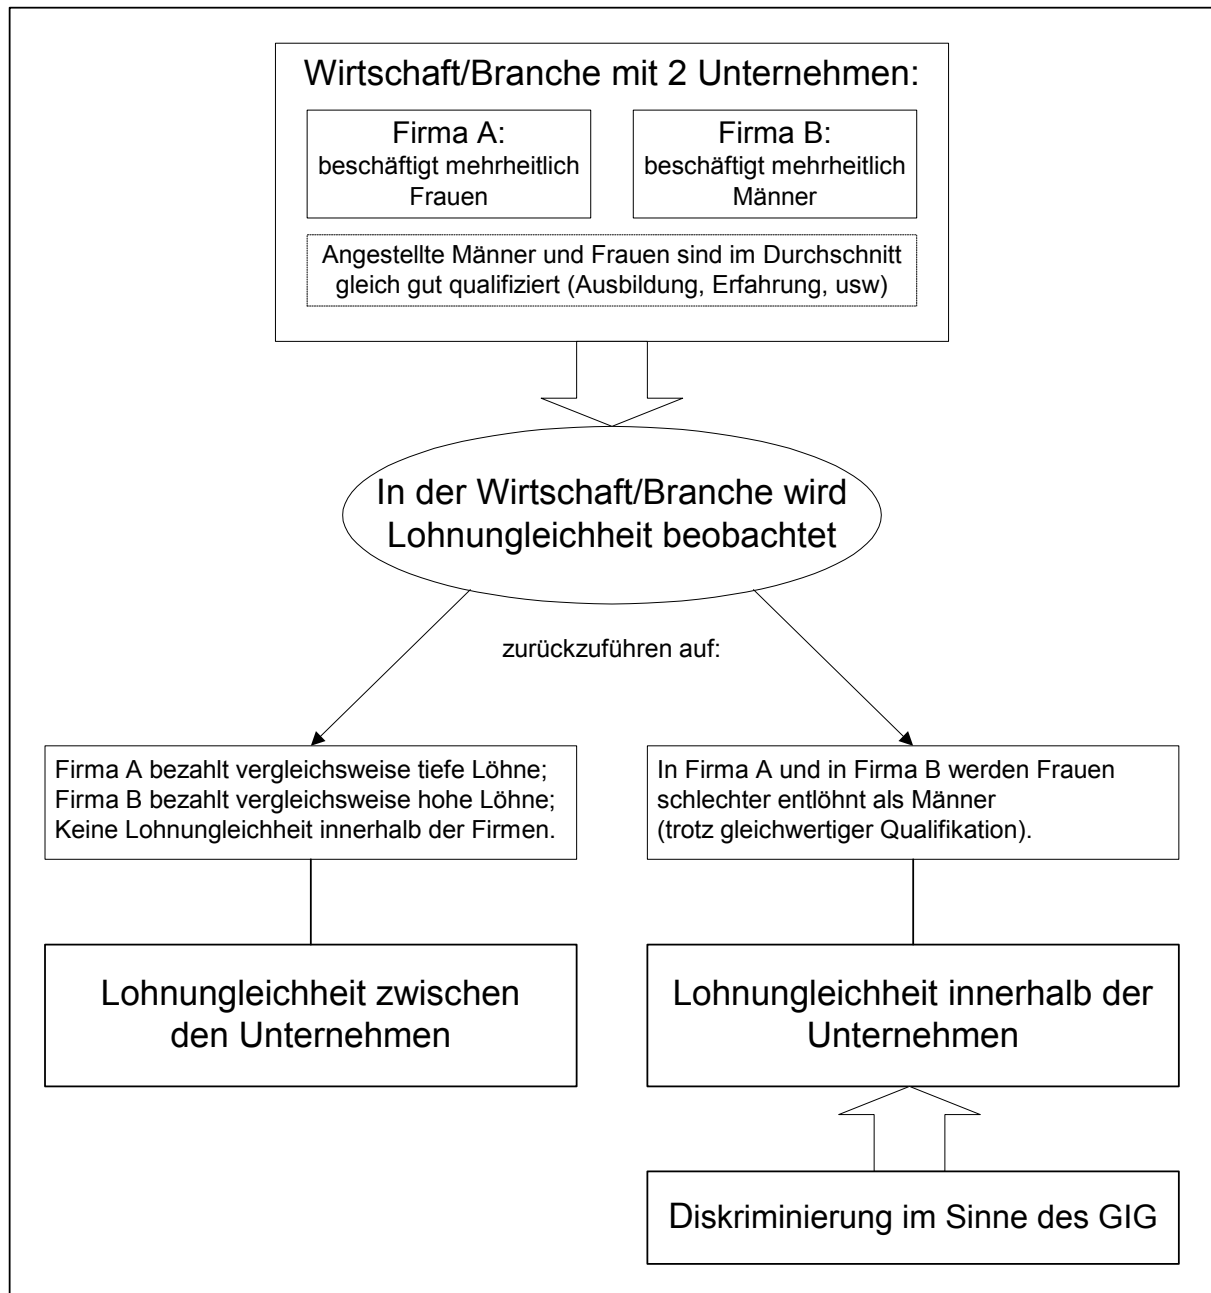 Wirtschaft/Branche mit 2 Unternehmen:
Firma A:
beschäftigt mehrheitlich
Frauen
Firma B:
beschäftigt mehrheitlich
Männer
Angestellte Männer und Frauen sind im Durchschnitt
gleich gut qualifiziert (Ausbildung, Erfahrung, usw)
In der Wirtschaft/Branche wird
Lohnungleichheit beobachtet
zurückzuführen auf:
Firma A bezahlt vergleichsweise tiefe Löhne;
Firma B bezahlt vergleichsweise hohe Löhne;
Keine Lohnungleichheit innerhalb der Firmen.
In Firma A und in Firma B werden Frauen
schlechter entlöhnt als Männer
(trotz gleichwertiger Qualifikation).
Lohnungleichheit zwischen
den Unternehmen
Lohnungleichheit innerhalb der
Unternehmen
Diskriminierung im Sinne des GlG